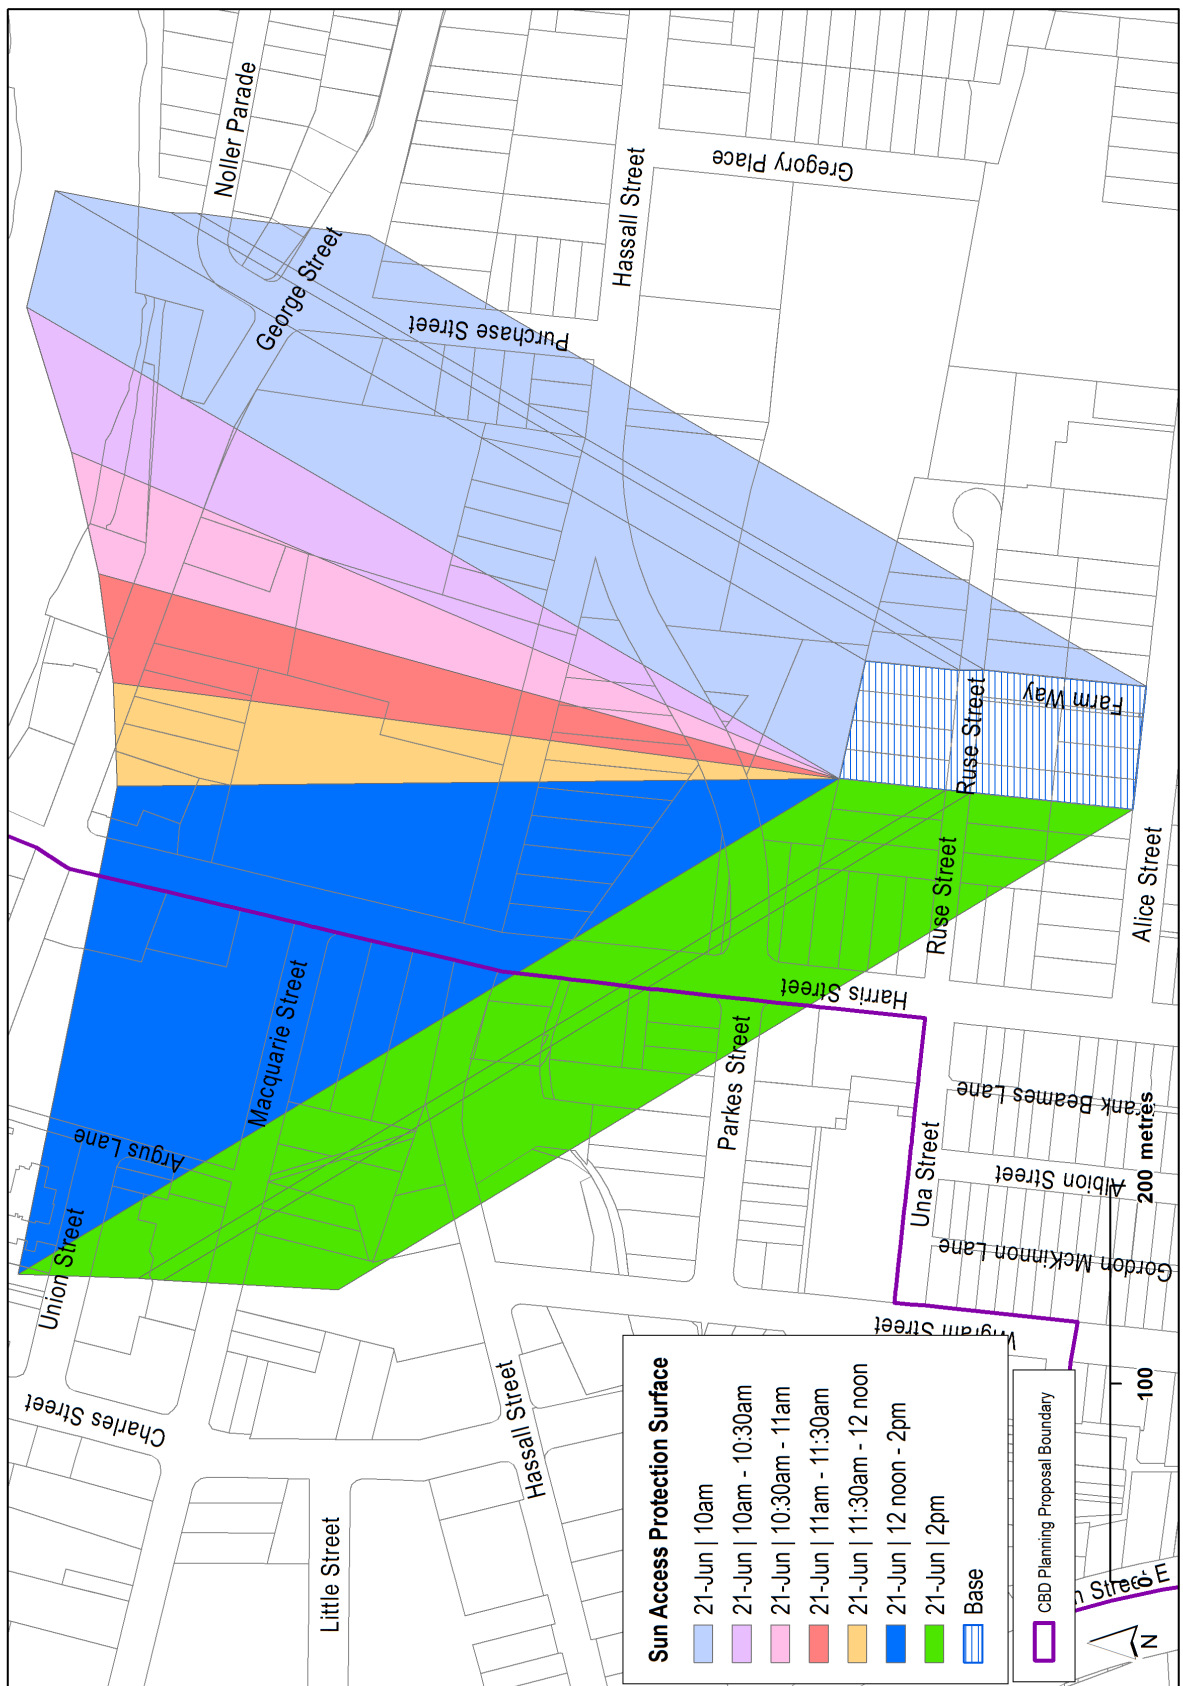 Noller Parade
George Street
Hassall Street
Gregory Place
Purchase Street
Farm Way
Ruse Street
Ruse Street
Alice Street
Harris Street
Macquarie Street
Argus Lane
Union Street
Charles Street
Parkes Street
Una Street
ank Beames Lane
Albion Street
Gordon McKinnon Lane
Wigram Street
Hassall Street
Little Street
n Street E
Sun Access Protection Surface
21-Jun | 10am
21-Jun | 10am - 10:30am
21-Jun | 10:30am - 11am
21-Jun | 11am - 11:30am
21-Jun | 11:30am - 12 noon
21-Jun | 12 noon - 2pm
21-Jun | 2pm
Base
CBD Planning Proposal Boundary
0 100 200 metres
N